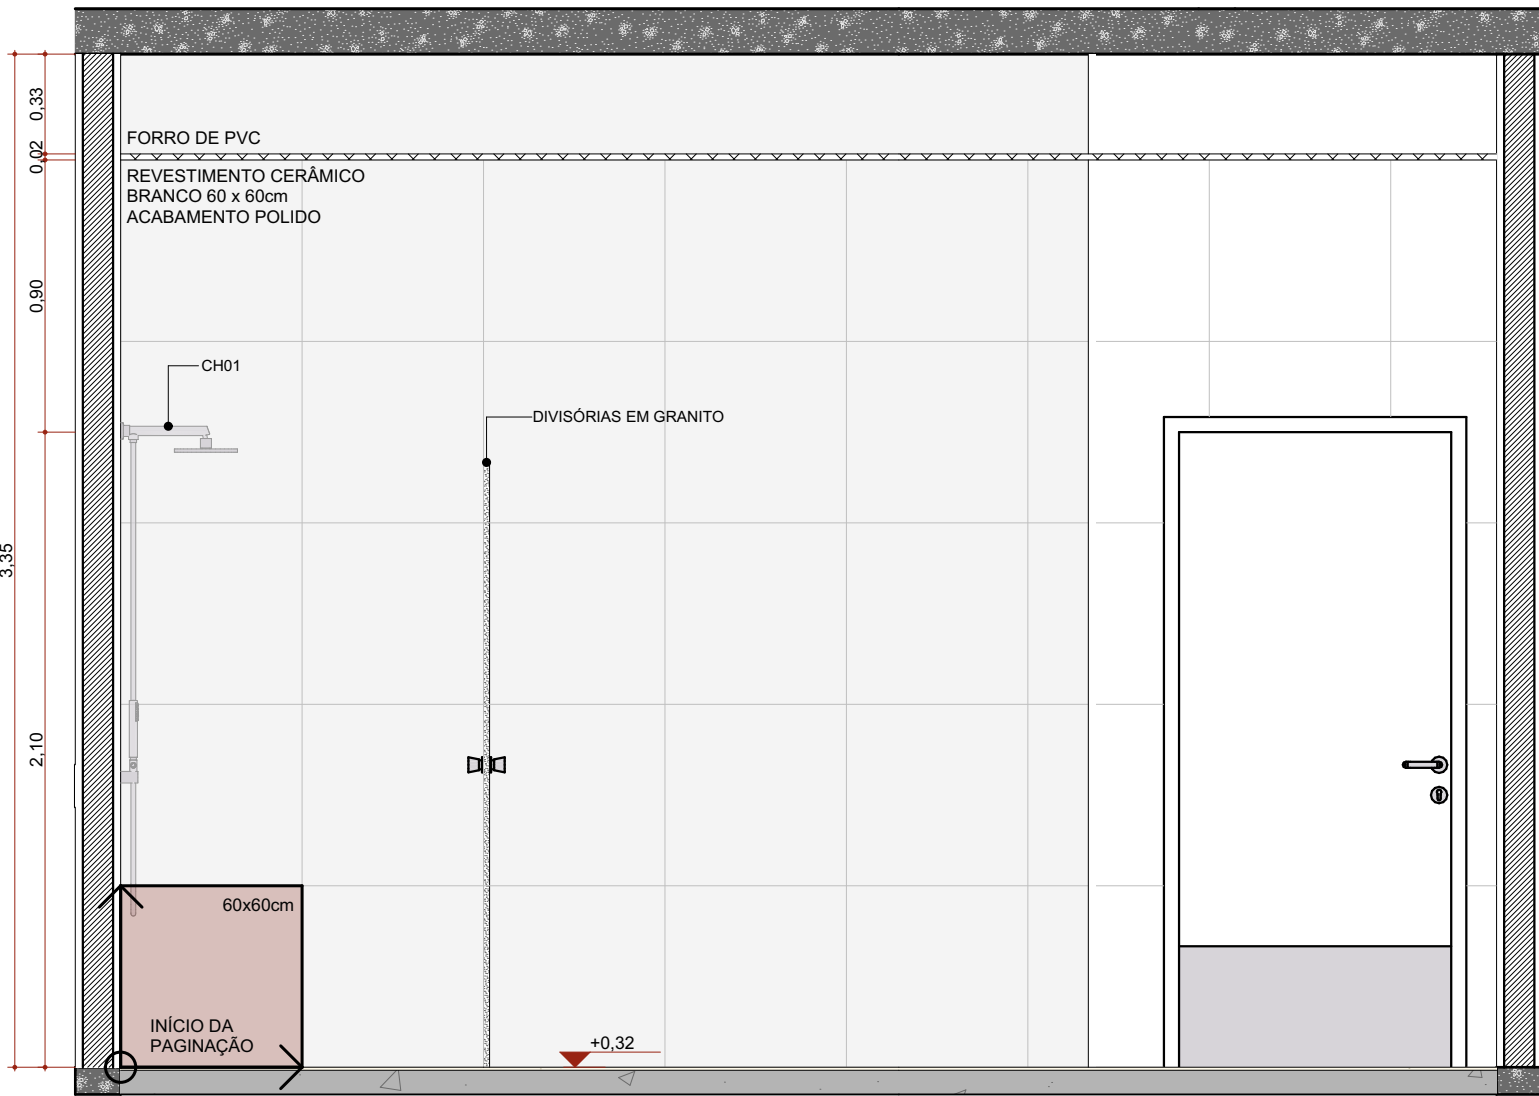 0,33
FORRO DE PVC
0,02
REVESTIMENTO CERÂMICO
BRANCO 60 x 60cm
ACABAMENTO POLIDO
0,90
CH01
DIVISÓRIAS EM GRANITO
3,35
2,10
60x60cm
INÍCIO DA
PAGINAÇÃO
+0,32